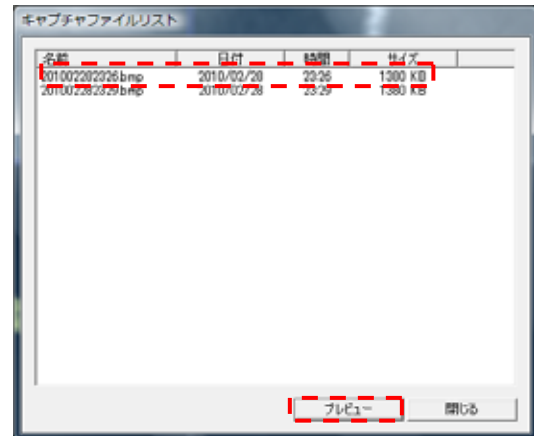 キャプチャファイルリスト
名前 日付 時間 サイズ
201002282326.bmp 2010/02/28 23:26 1380 KB
201002282329.bmp 2010/02/28 23:29 1380 KB
プレビュー 閉じる